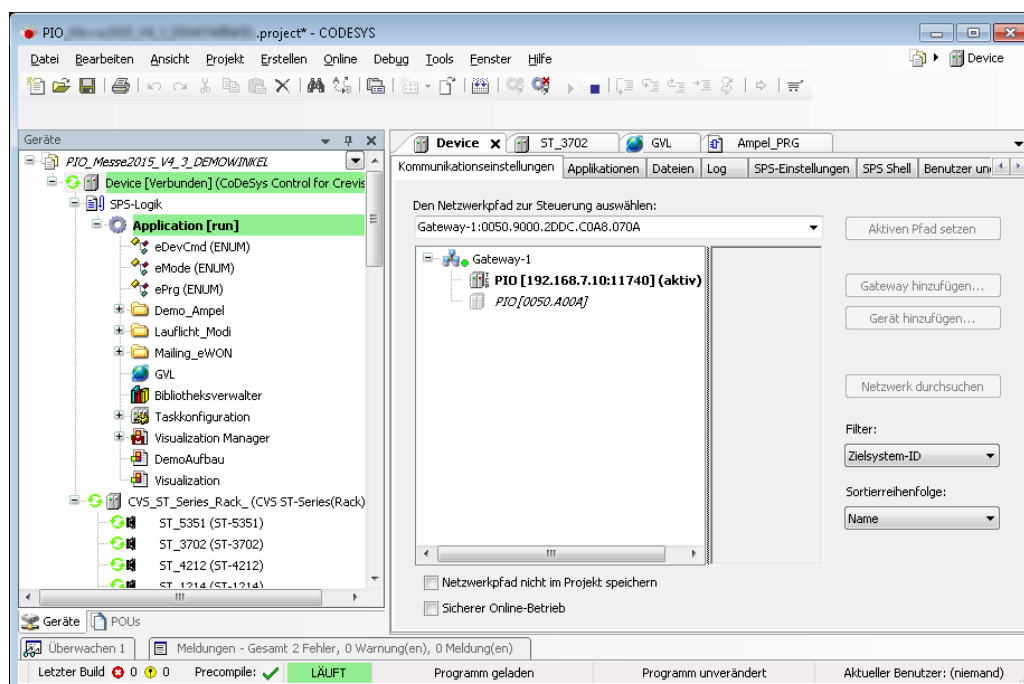 PIO .project* - CODESYS
Datei Bearbeiten Ansicht Projekt Erstellen Online Debug Tools Fenster Hilfe
Device
Geräte
PIO_Messe2015_V4_3_DEMOWINKEL
Device [Verbunden] (CoDeSys Control for Crevis
SPS-Logik
Application [run]
eDevCmd (ENUM)
eMode (ENUM)
ePrg (ENUM)
Demo_Ampel
Lauflicht_Modi
Mailing_eWON
GVL
Bibliotheksverwalter
Taskkonfiguration
Visualization Manager
DemoAufbau
Visualization
CVS_ST_Series_Rack_ (CVS ST-Series(Rack)
ST_5351 (ST-5351)
ST_3702 (ST-3702)
ST_4212 (ST-4212)
ST_1214 (ST-1214)
Geräte POUs
Device ST_3702 GVL Ampel_PRG
Kommunikationseinstellungen Applikationen Dateien Log SPS-Einstellungen SPS Shell Benutzer un
Den Netzwerkpfad zur Steuerung auswählen:
Gateway-1:0050.9000.2DDC.C0A8.070A
Gateway-1
PIO [192.168.7.10:11740] (aktiv)
PIO [0050.A00A]
Aktiven Pfad setzen
Gateway hinzufügen...
Gerät hinzufügen...
Netzwerk durchsuchen
Filter:
Zielsystem-ID
Sortierreihenfolge:
Name
Netzwerkpfad nicht im Projekt speichern
Sicherer Online-Betrieb
Überwachen 1 Meldungen - Gesamt 2 Fehler, 0 Warnung(en), 0 Meldung(en)
Letzter Build 0 0 Precompile: LÄUFT Programm geladen Programm unverändert Aktueller Benutzer: (niemand)